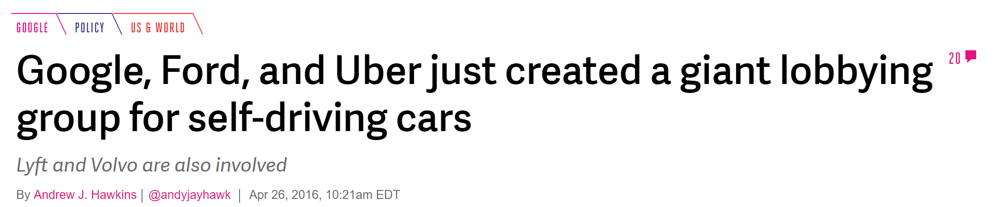 GOOGLE POLICY US & WORLD
Google, Ford, and Uber just created a giant lobbying 20
group for self-driving cars
Lyft and Volvo are also involved
By Andrew J. Hawkins | @andyjayhawk | Apr 26, 2016, 10:21am EDT